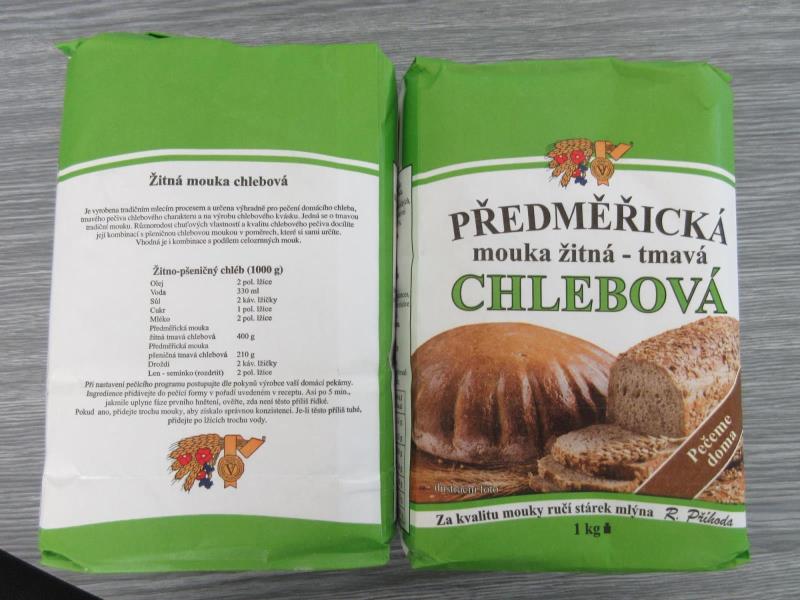 Žitná mouka chlebová
Je vyrobena tradičním mlecím procesem a určena výhradně pro pečení domácího chleba,
tmavého pečiva chlebového charakteru a na výrobu chlebového kvásku. Jedná se o tmavou
tradiční mouku. Různorodost chuťových vlastností a kvalitu chlebového pečiva docílíte
její kombinací s pšeničnou chlebovou moukou v poměrech, které si sami určíte.
Vhodná je i kombinace s podílem celozrnných mouk.
Žitno-pšeničný chléb (1000 g)
Olej 2 pol. lžíce
Voda 330 ml
Sůl 2 káv. lžičky
Cukr 1 pol. lžíce
Mléko 2 pol. lžíce
Předměřická mouka
žitná tmavá chlebová 400 g
Předměřická mouka
pšeničná tmavá chlebová 210 g
Droždí 2 káv. lžičky
Len - semínko (rozdrtit) 2 pol. lžíce
Při nastavení pečicího programu postupujte dle pokynů výrobce vaší domácí pekárny.
Ingredience přidávejte do pečicí formy v pořadí uvedeném v receptu. Asi po 5 min.,
jakmile uplyne fáze prvního hnětení, ověřte, zda není těsto příliš řídké.
Pokud ano, přidejte trochu mouky, aby získalo správnou konzistenci. Je-li těsto příliš tuhé,
přidejte po lžících trochu vody.
V
V
PŘEDMĚŘICKÁ
mouka žitná - tmavá
CHLEBOVÁ
Pečeme
doma
ilustrační foto
Za kvalitu mouky ručí stárek mlýna R. Příhoda
1 kg